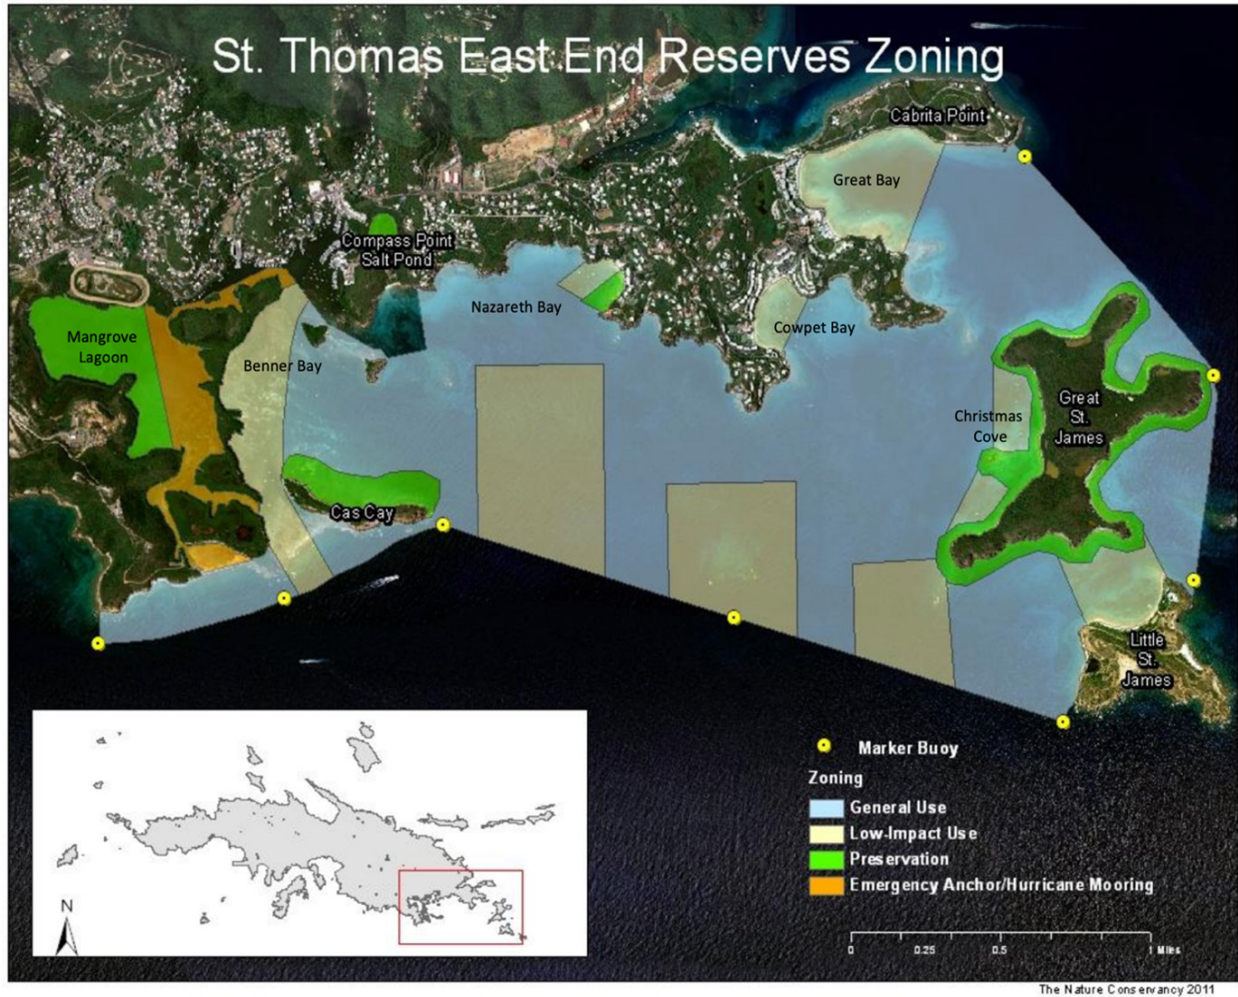 St. Thomas East End Reserves Zoning
Cabrita Point
Great Bay
Compass Point
Salt Pond
Nazareth Bay
Cowpet Bay
Mangrove
Lagoon
Benner Bay
Great
St.
James
Christmas
Cove
Cas Cay
Little
St.
James
Marker Buoy
Zoning
General Use
Low-Impact Use
Preservation
Emergency Anchor/Hurricane Mooring
N
0 0.25 0.5 1 Miles
The Nature Conservancy 2011